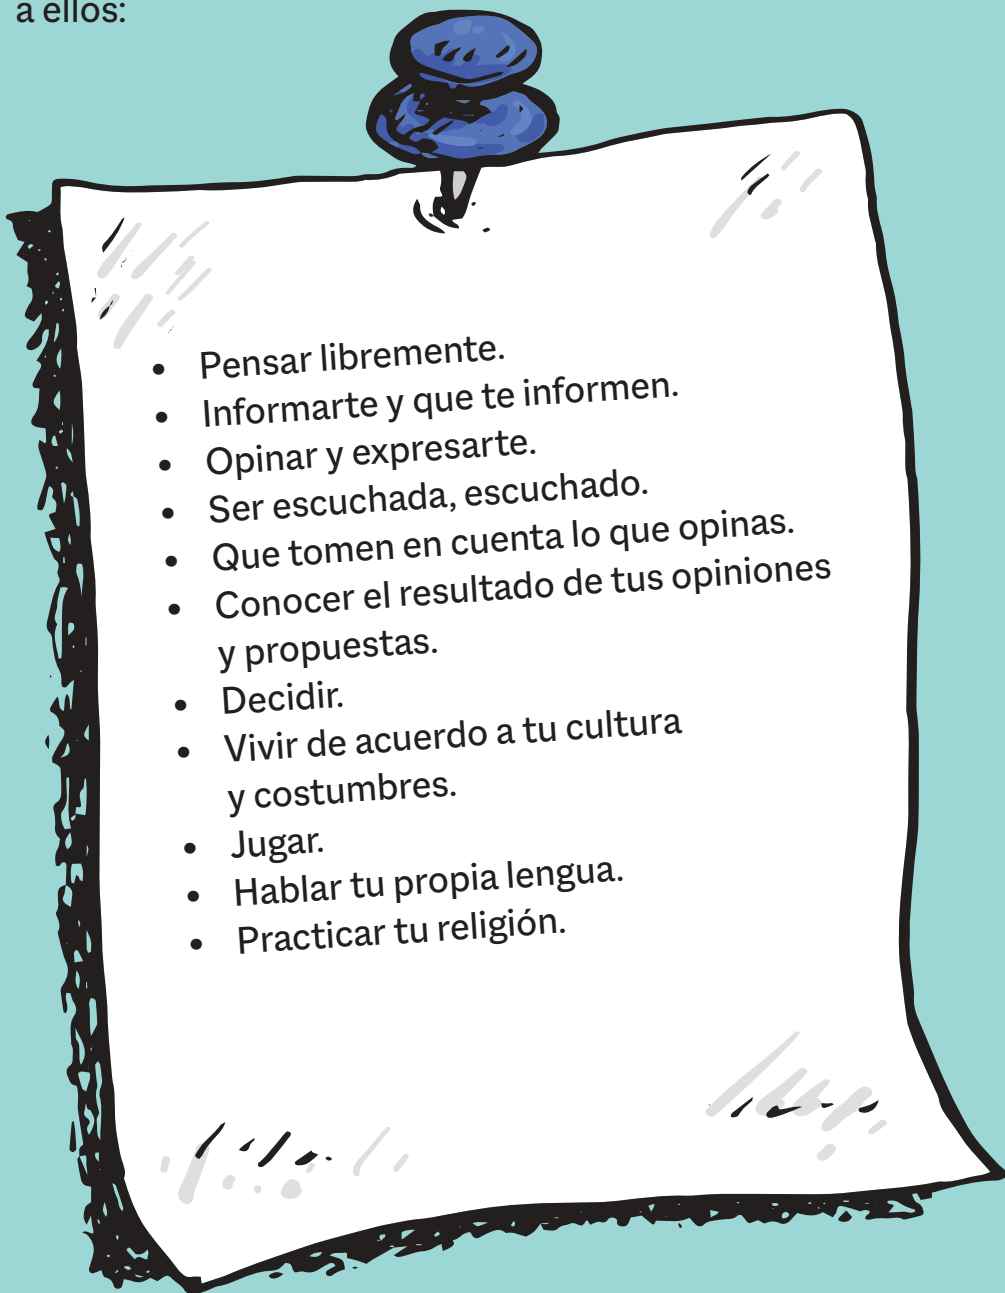 a ellos:
• Pensar libremente.
• Informarte y que te informen.
• Opinar y expresarte.
• Ser escuchada, escuchado.
• Que tomen en cuenta lo que opinas.
• Conocer el resultado de tus opiniones
y propuestas.
• Decidir.
• Vivir de acuerdo a tu cultura
y costumbres.
• Jugar.
• Hablar tu propia lengua.
• Practicar tu religión.